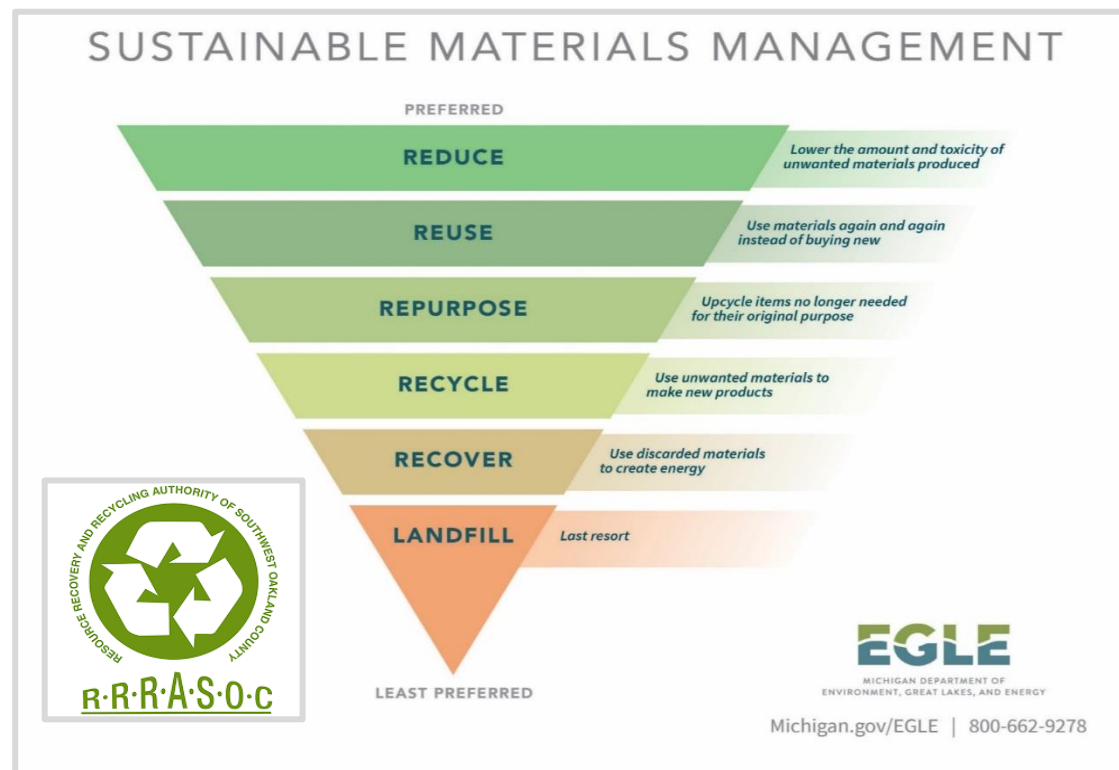 SUSTAINABLE MATERIALS MANAGEMENT
PREFERRED
REDUCE
Lower the amount and toxicity of
unwanted materials produced
REUSE
Use materials again and again
instead of buying new
REPURPOSE
Upcycle items no longer needed
for their original purpose
RECYCLE
Use unwanted materials to
make new products
RECOVER
Use discarded materials
to create energy
LANDFILL
Last resort
LEAST PREFERRED
RESOURCE RECOVERY AND RECYCLING AUTHORITY OF SOUTHWEST OAKLAND COUNTY
R·R·R·A·S·O·C
EGLE
MICHIGAN DEPARTMENT OF
ENVIRONMENT, GREAT LAKES, AND ENERGY
Michigan.gov/EGLE | 800-662-9278